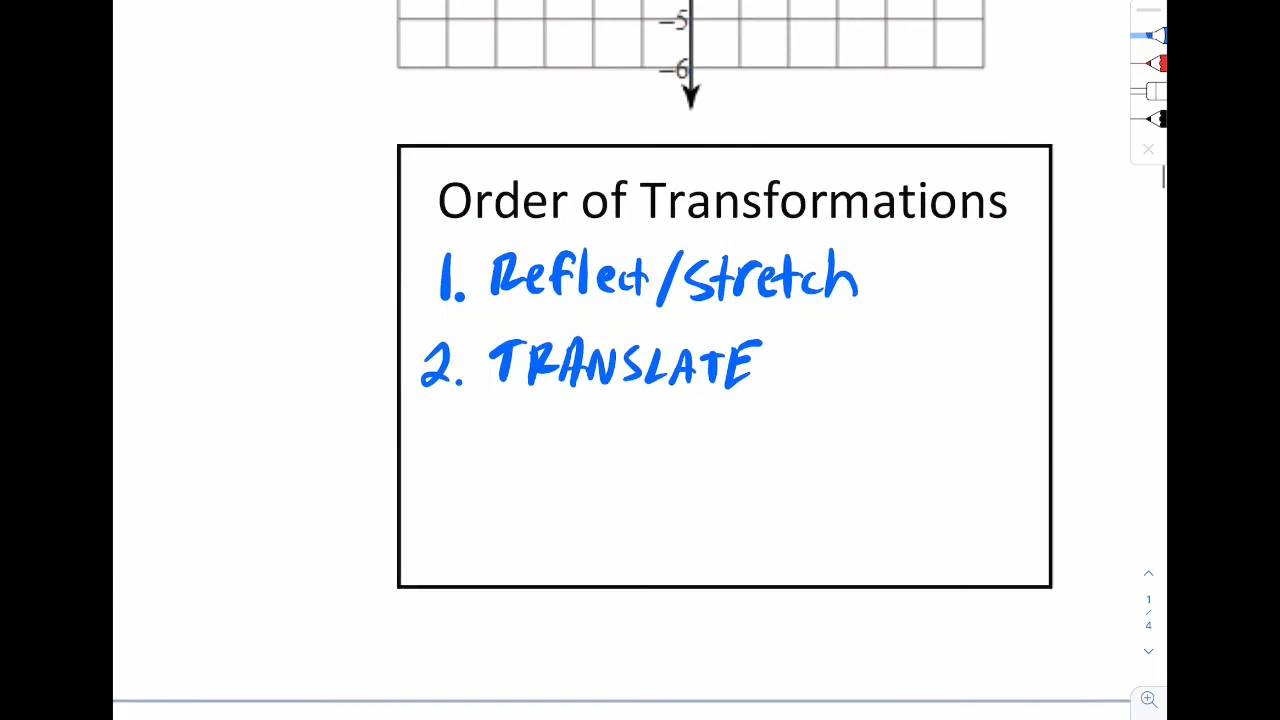 -5
-6
Order of Transformations
1. Reflect/Stretch
2. TRANSLATE
1
/
4